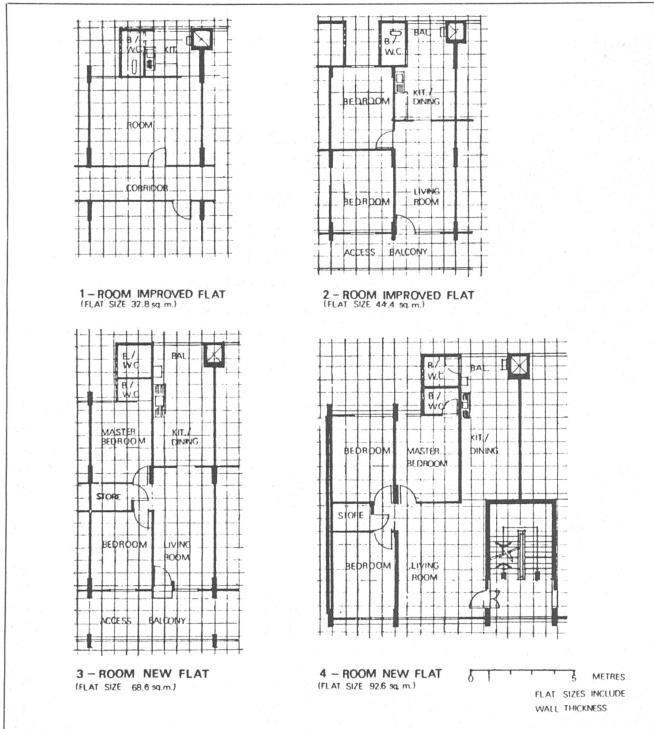 B./
W.C.
KIT.
ROOM
CORRIDOR
1 – ROOM IMPROVED FLAT
(FLAT SIZE 32.8 sq. m.)
B./
W.C.
BAL.
BEDROOM
KIT./
DINING
BEDROOM
LIVING
ROOM
ACCESS BALCONY
2 – ROOM IMPROVED FLAT
(FLAT SIZE 44.4 sq. m.)
B./
W.C.
BAL.
B./
W.C.
MASTER
BEDROOM
KIT./
DINING
STORE
BEDROOM
LIVING
ROOM
ACCESS BALCONY
3 – ROOM NEW FLAT
(FLAT SIZE 68.6 sq. m.)
B./
W.C.
BAL.
B./
W.C.
BEDROOM
MASTER
BEDROOM
KIT./
DINING
STORE
BEDROOM
LIVING
ROOM
4 – ROOM NEW FLAT
(FLAT SIZE 92.6 sq. m.)
0 1 5 METRES
FLAT SIZES INCLUDE
WALL THICKNESS